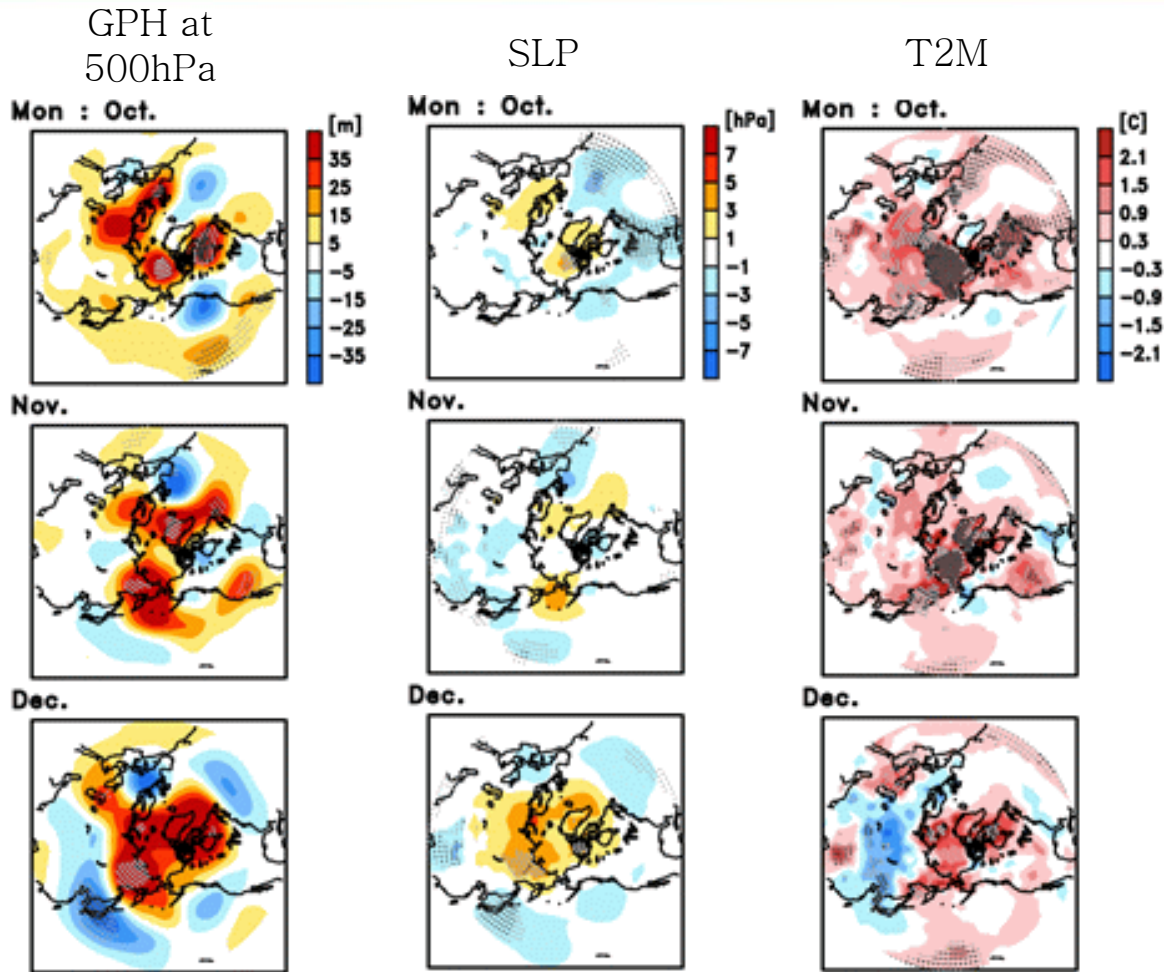 GPH at
500hPa
SLP
T2M
Mon : Oct.
[m]
35
25
15
5
-5
-15
-25
-35
Mon : Oct.
[hPa]
7
5
3
1
-1
-3
-5
-7
Mon : Oct.
[C]
2.1
1.5
0.9
0.3
-0.3
-0.9
-1.5
-2.1
Nov.
Nov.
Nov.
Dec.
Dec.
Dec.